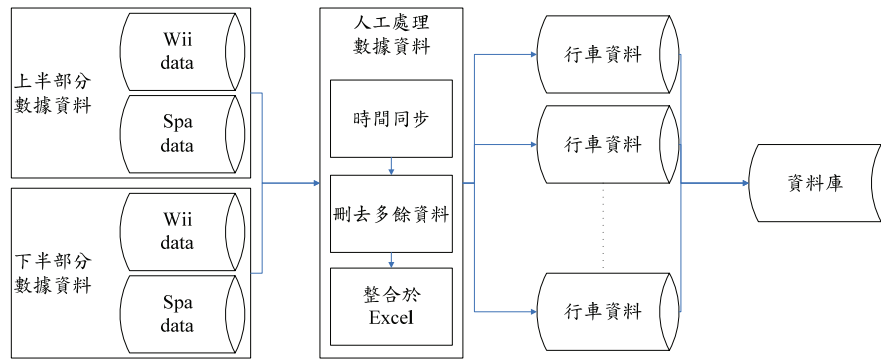 上半部分
數據資料
Wii
data
Spa
data
下半部分
數據資料
Wii
data
Spa
data
人工處理
數據資料
時間同步
刪去多餘資料
整合於
Excel
行車資料
行車資料
行車資料
資料庫